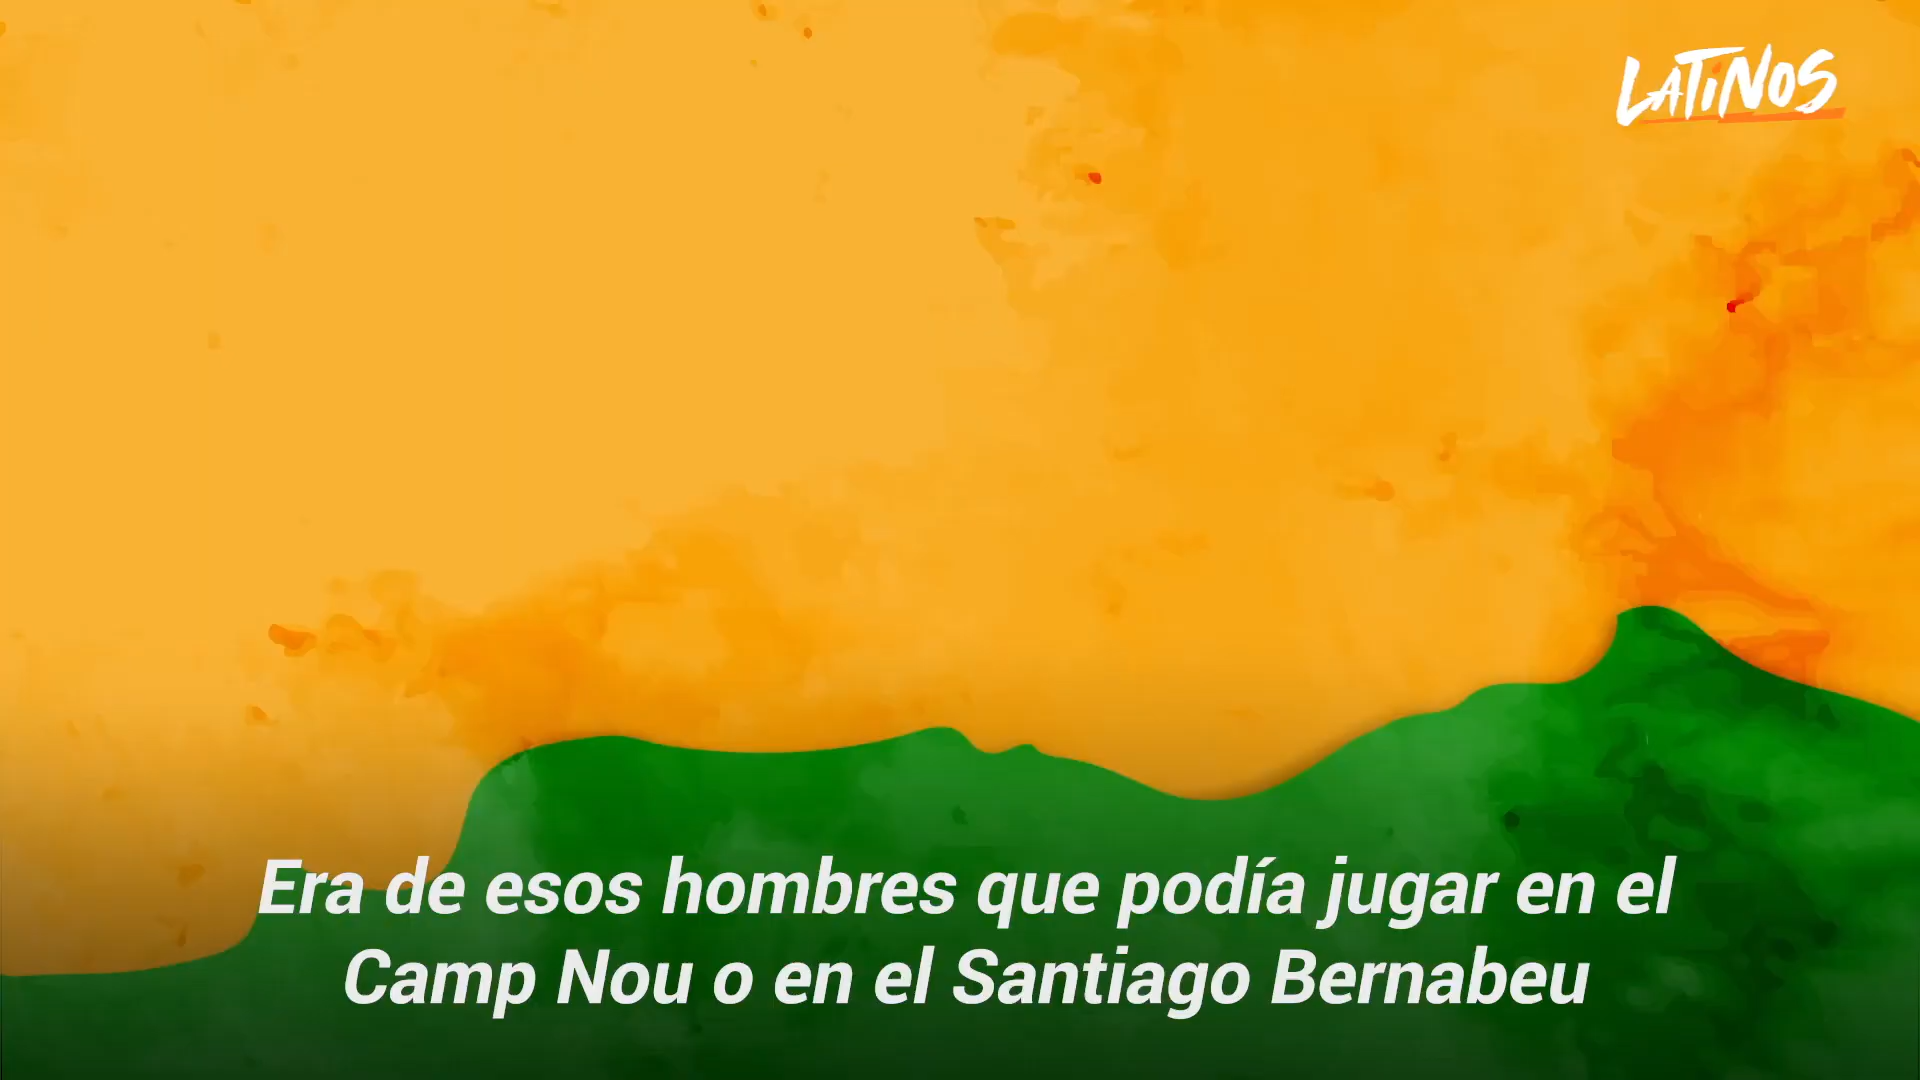 LATiNOS
Era de esos hombres que podía jugar en el
Camp Nou o en el Santiago Bernabeu